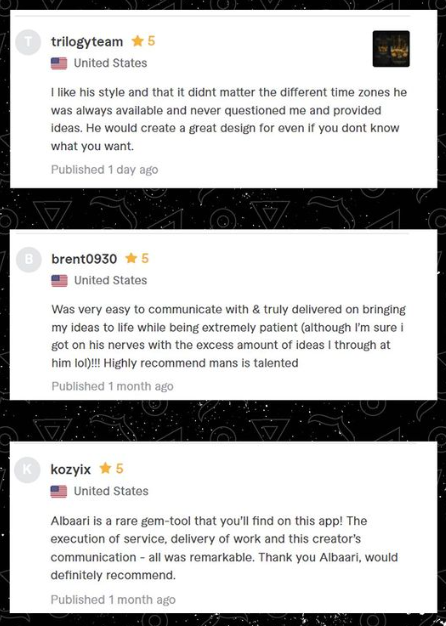 T
trilogyteam ★ 5
United States
I like his style and that it didnt matter the different time zones he
was always available and never questioned me and provided
ideas. He would create a great design for even if you dont know
what you want.
Published 1 day ago
B
brent0930 ★ 5
United States
Was very easy to communicate with & truly delivered on bringing
my ideas to life while being extremely patient (although I'm sure i
got on his nerves with the excess amount of ideas I through at
him lol)!!! Highly recommend mans is talented
Published 1 month ago
K
kozyix ★ 5
United States
Albaari is a rare gem-tool that you'll find on this app! The
execution of service, delivery of work and this creator's
communication - all was remarkable. Thank you Albaari, would
definitely recommend.
Published 1 month ago